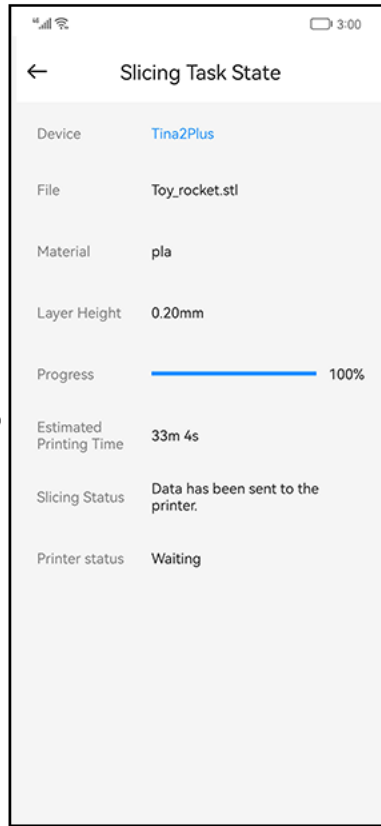 3:00
Slicing Task State
Device Tina2Plus
File Toy_rocket.stl
Material pla
Layer Height 0.20mm
Progress 100%
Estimated
Printing Time 33m 4s
Slicing Status Data has been sent to the
printer.
Printer status Waiting